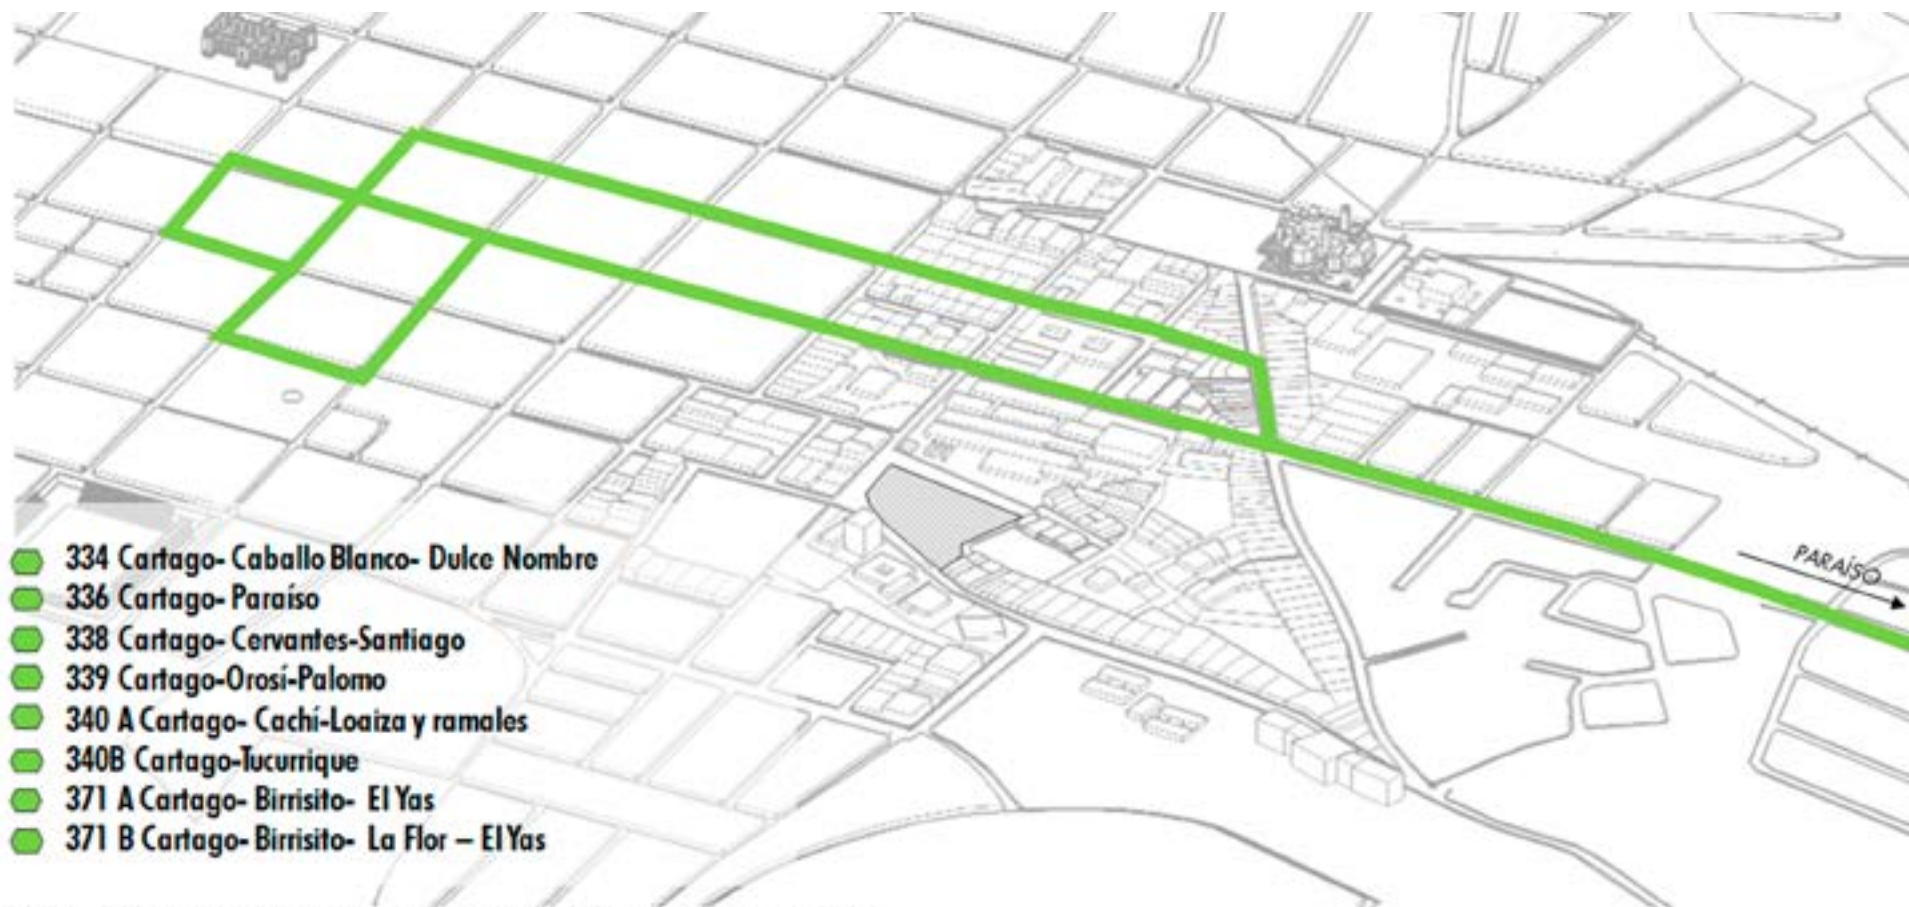 334 Cartago- Caballo Blanco- Dulce Nombre
336 Cartago- Paraíso
338 Cartago- Cervantes-Santiago
339 Cartago-Orosí-Palomo
340 A Cartago- Cachí-Loaiza y ramales
340B Cartago-Tucurrique
371 A Cartago- Birrisito- El Yas
371 B Cartago- Birrisito- La Flor – El Yas
PARAÍSO